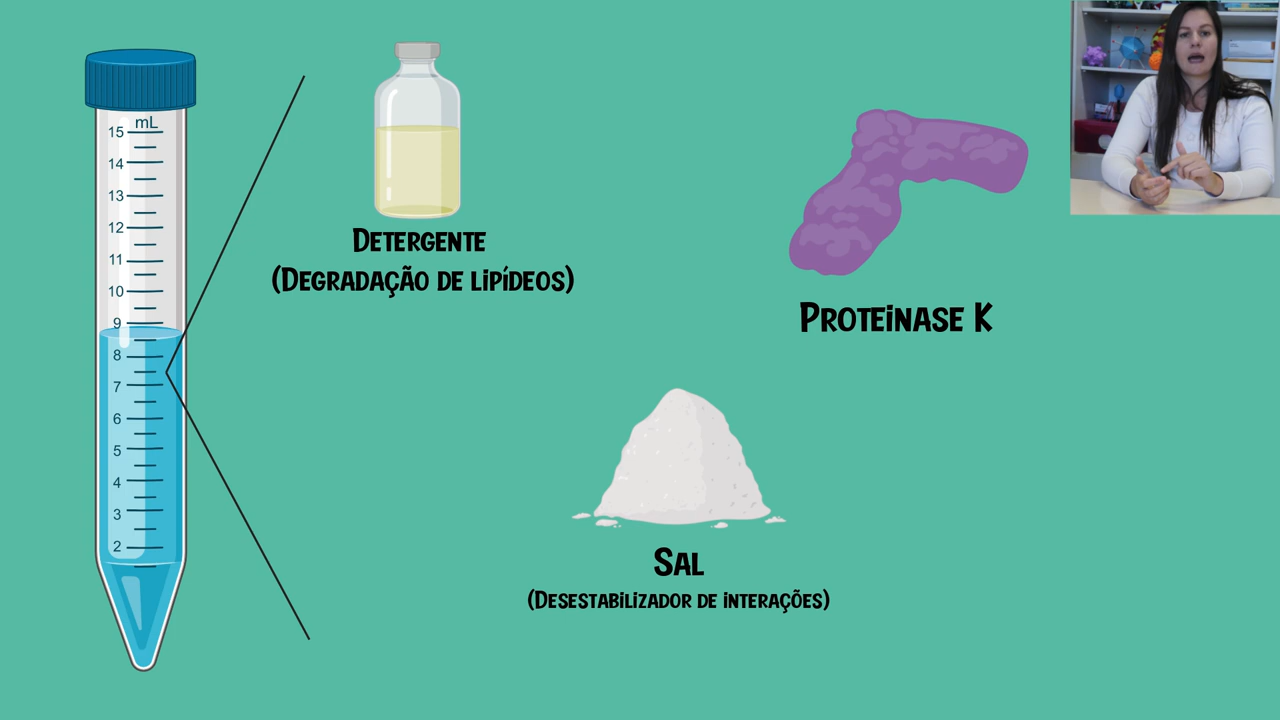 mL
15
14
13
12
11
10
9
8
7
6
5
4
3
2
Detergente
(Degradação de lipídeos)
Proteinase K
Sal
(Desestabilizador de interações)